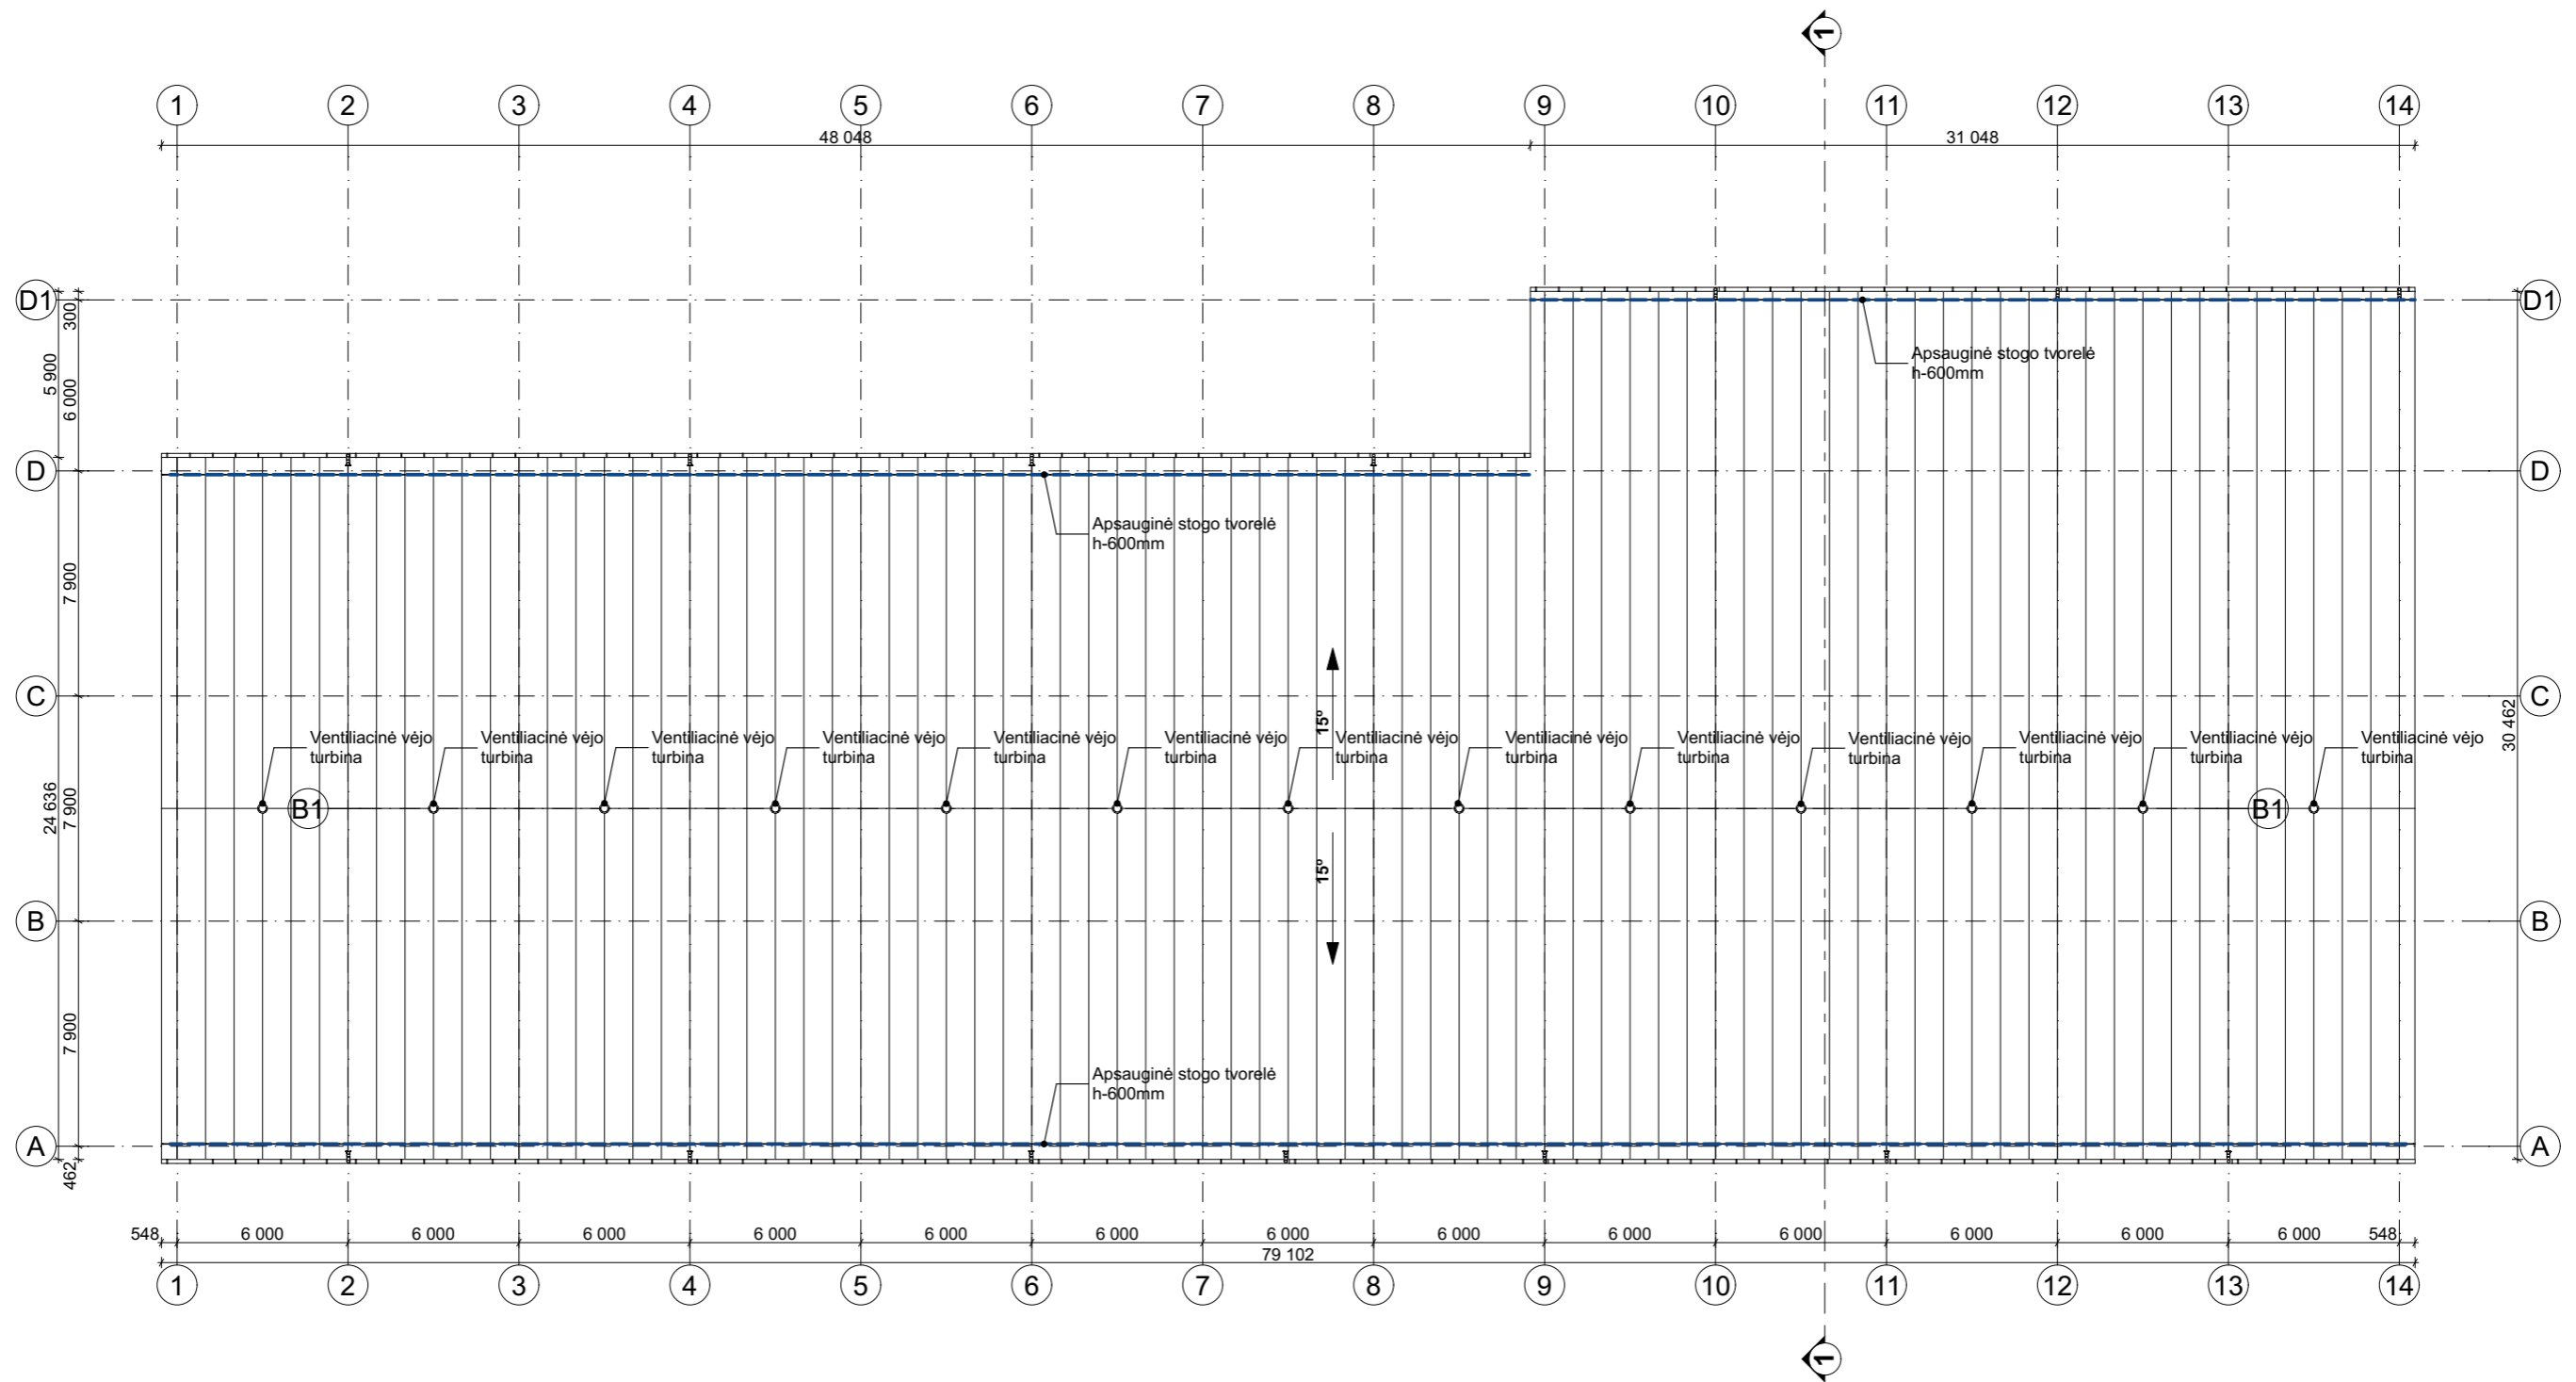 1
1 2 3 4 5 6 7 8 9 10 11 12 13 14
48 048 31 048
D1 D1
300
5 900
6 000
Apsauginė stogo tvorelė
h-600mm
D D
Apsauginė stogo tvorelė
h-600mm
7 900
C C
15°
30 462
Ventiliacinė vėjo
turbina
Ventiliacinė vėjo
turbina
Ventiliacinė vėjo
turbina
Ventiliacinė vėjo
turbina
Ventiliacinė vėjo
turbina
Ventiliacinė vėjo
turbina
Ventiliacinė vėjo
turbina
Ventiliacinė vėjo
turbina
Ventiliacinė vėjo
turbina
Ventiliacinė vėjo
turbina
Ventiliacinė vėjo
turbina
Ventiliacinė vėjo
turbina
Ventiliacinė vėjo
turbina
24 636
7 900
B1 B1
15°
B B
7 900
Apsauginė stogo tvorelė
h-600mm
A A
462
548 6 000 6 000 6 000 6 000 6 000 6 000 6 000 6 000 6 000 6 000 6 000 6 000 6 000 548
79 102
1 2 3 4 5 6 7 8 9 10 11 12 13 14
1